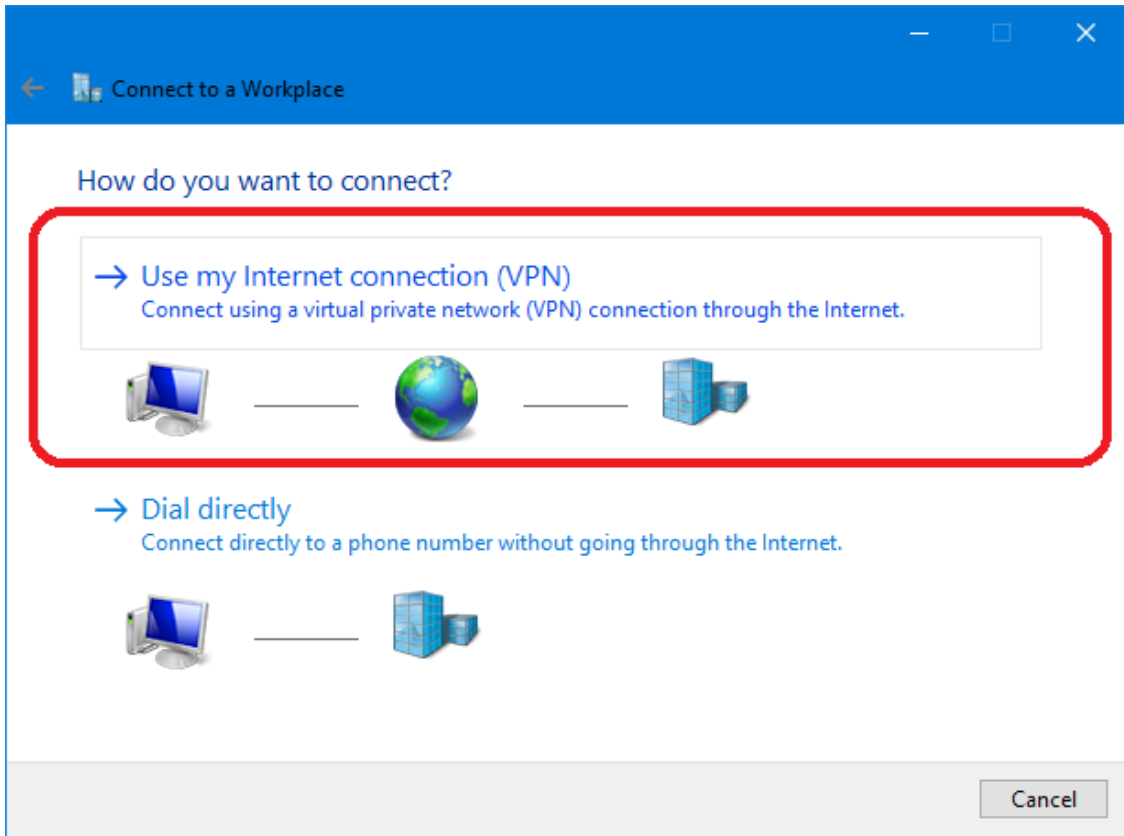 Connect to a Workplace
How do you want to connect?
Use my Internet connection (VPN)
Connect using a virtual private network (VPN) connection through the Internet.
Dial directly
Connect directly to a phone number without going through the Internet.
Cancel